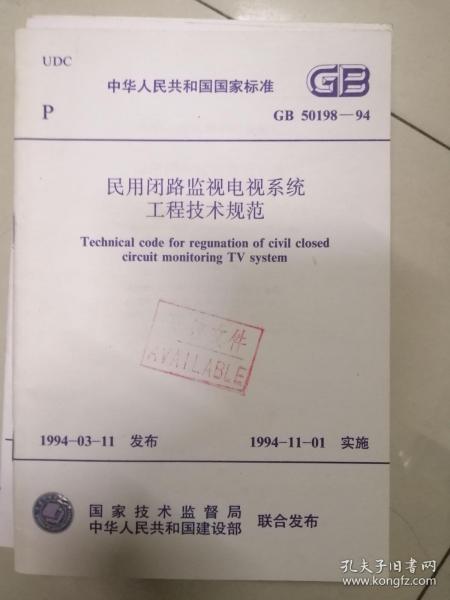 UDC
中华人民共和国国家标准
GB
P
GB 50198—94
民用闭路监视电视系统
工程技术规范
Technical code for regunation of civil closed
circuit monitoring TV system
文件
AVAILABLE
1994-03-11 发布
1994-11-01 实施
国家技术监督局
中华人民共和国建设部
联合发布
孔夫子旧书网
www.kongfz.com